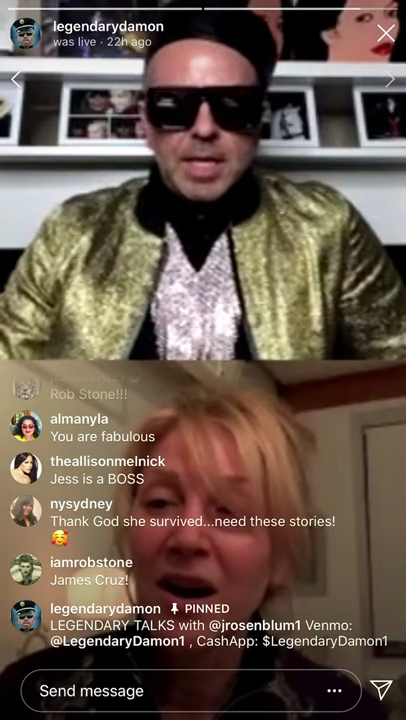 legendarydamon
was live · 22h ago
Rob Stone!!!
almanyla
You are fabulous
theallisonmelnick
Jess is a BOSS
nysydney
Thank God she survived...need these stories!
🥰
iamrobstone
James Cruz!
legendarydamon 📌 PINNED
LEGENDARY TALKS with @jrosenblum1 Venmo:
@LegendaryDamon1 , CashApp: $LegendaryDamon1
Send message